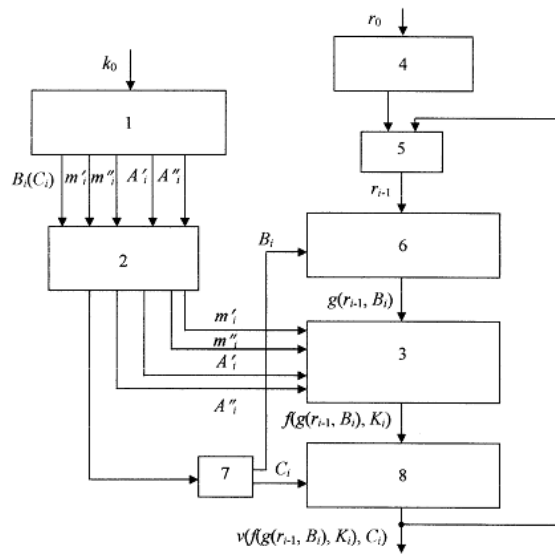 r₀
k₀
4
1
5
Bᵢ(Cᵢ) m'ᵢ m"ᵢ A'ᵢ A"ᵢ
rᵢ₋₁
Bᵢ
6
2
g(rᵢ₋₁, Bᵢ)
m'ᵢ
m"ᵢ
3
A'ᵢ
A"ᵢ
f(g(rᵢ₋₁, Bᵢ), Kᵢ)
7
Cᵢ
8
v(f(g(rᵢ₋₁, Bᵢ), Kᵢ), Cᵢ)